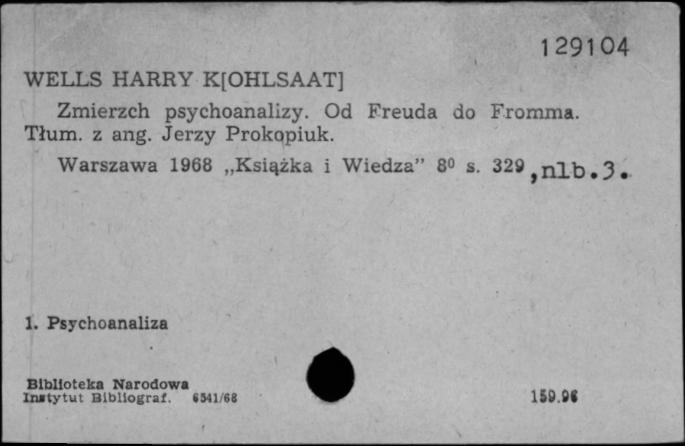 129104
WELLS HARRY K[OHLSAAT]
Zmierzch psychoanalizy. Od Freuda do Fromma.
Tłum. z ang. Jerzy Prokopiuk.
Warszawa 1968 „Książka i Wiedza" 8⁰ s. 329, nlb.3.
1. Psychoanaliza
Biblioteka Narodowa
Instytut Bibliograf. 6541/68
159.96